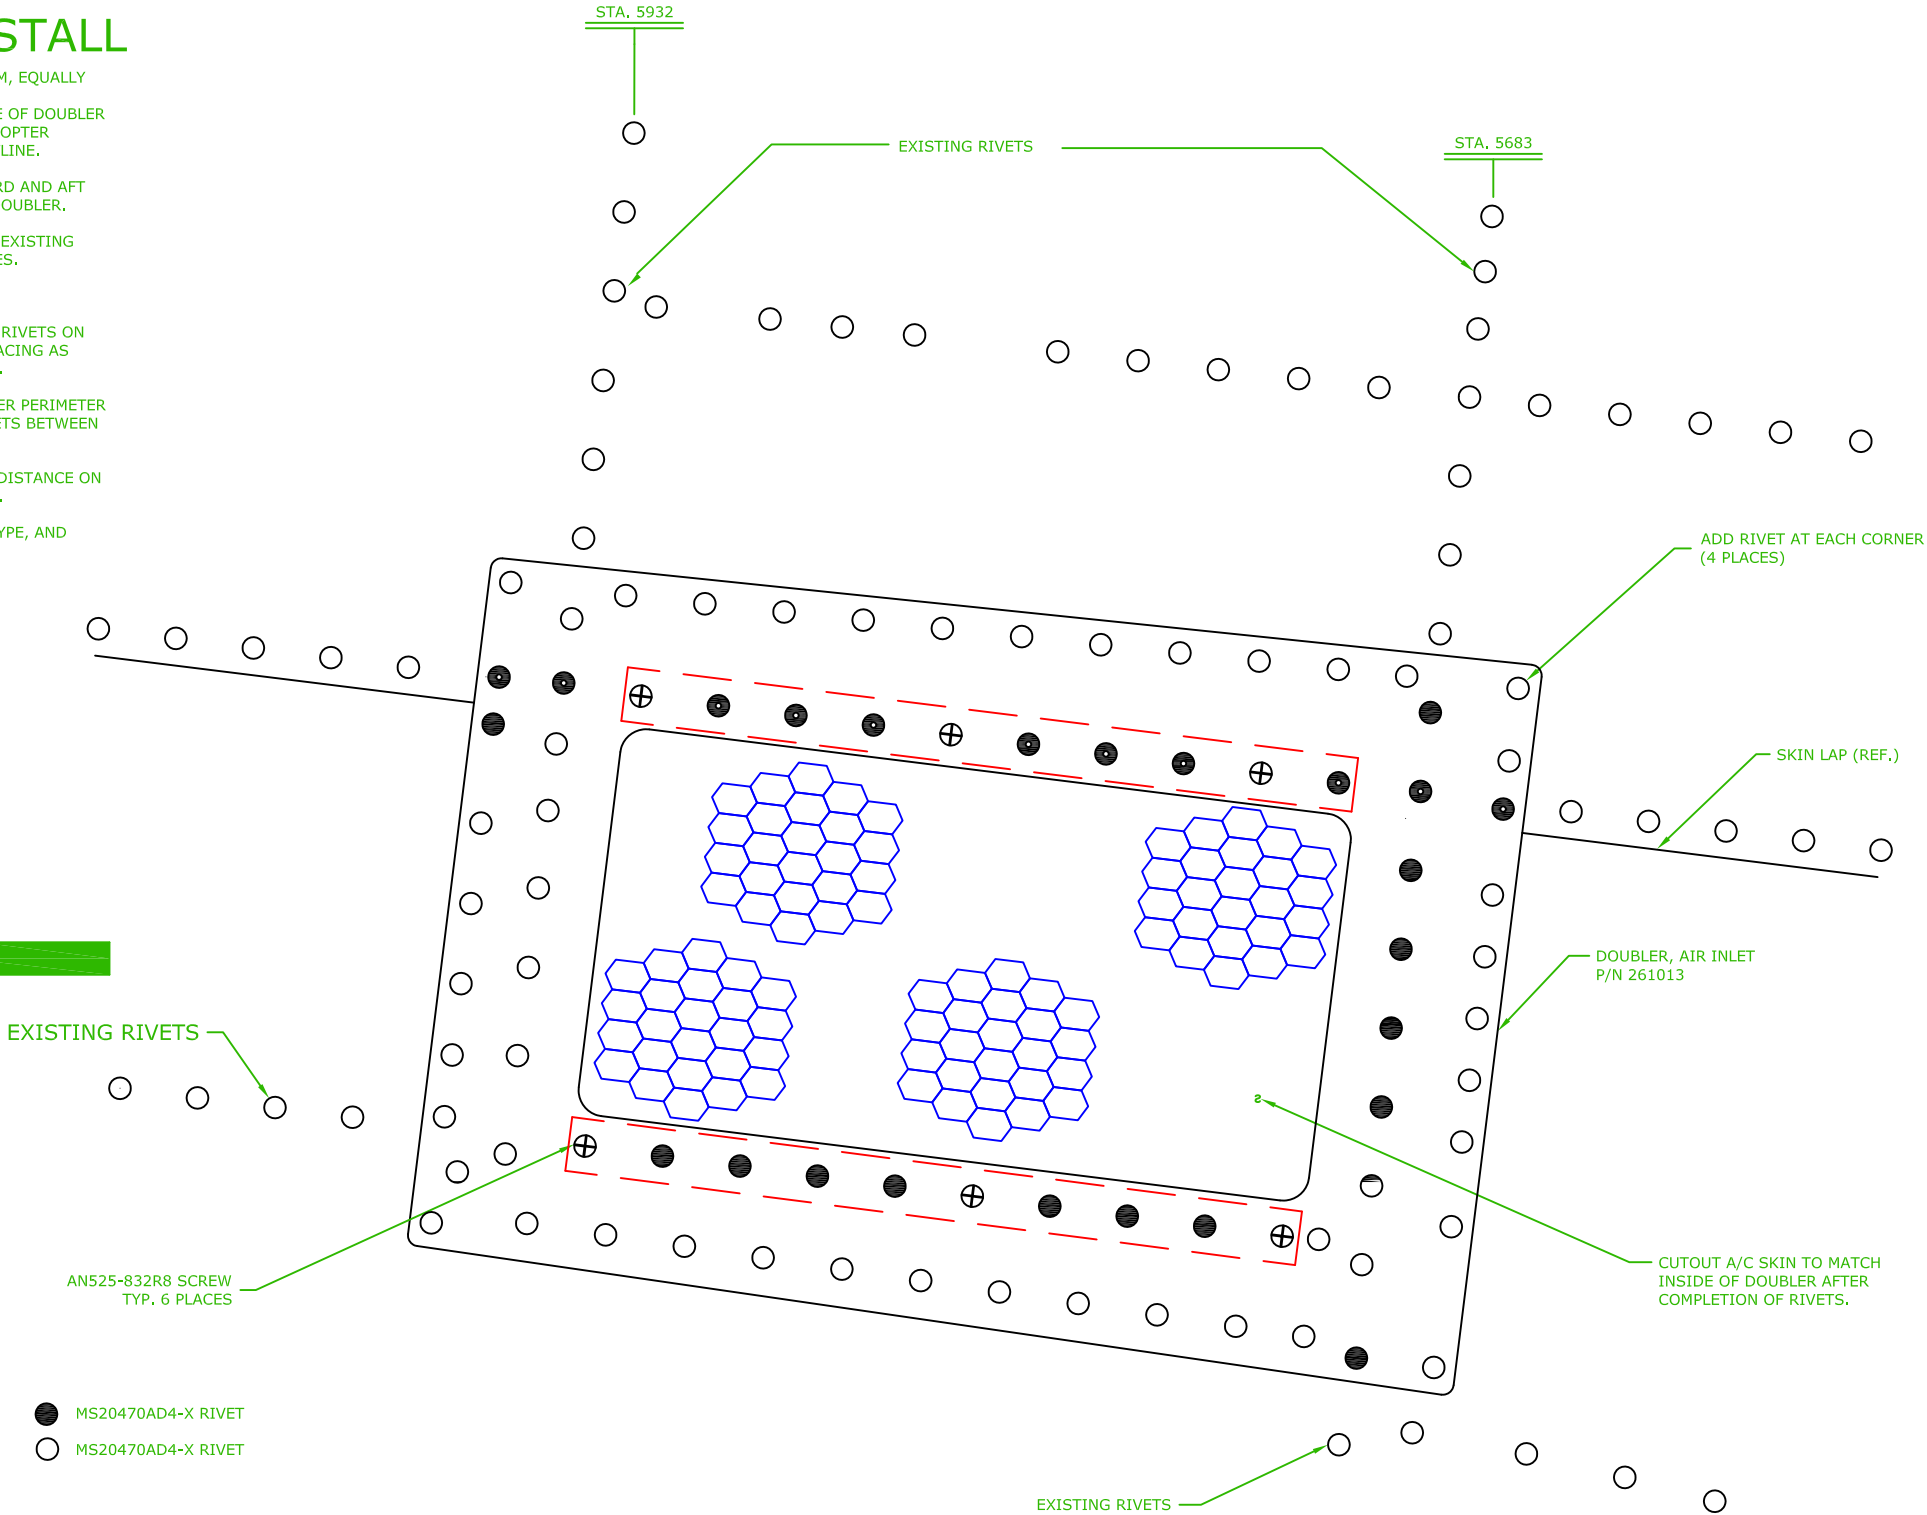 STALL
M, EQUALLY
E OF DOUBLER
OPTER
LINE.
RD AND AFT
OUBLER.
EXISTING
ES.
RIVETS ON
ACING AS
.
ER PERIMETER
TS BETWEEN
DISTANCE ON
.
YPE, AND
STA. 5932
EXISTING RIVETS
STA. 5683
ADD RIVET AT EACH CORNER
(4 PLACES)
SKIN LAP (REF.)
DOUBLER, AIR INLET
P/N 261013
EXISTING RIVETS
S
AN525-832R8 SCREW
TYP. 6 PLACES
CUTOUT A/C SKIN TO MATCH
INSIDE OF DOUBLER AFTER
COMPLETION OF RIVETS.
MS20470AD4-X RIVET
MS20470AD4-X RIVET
EXISTING RIVETS